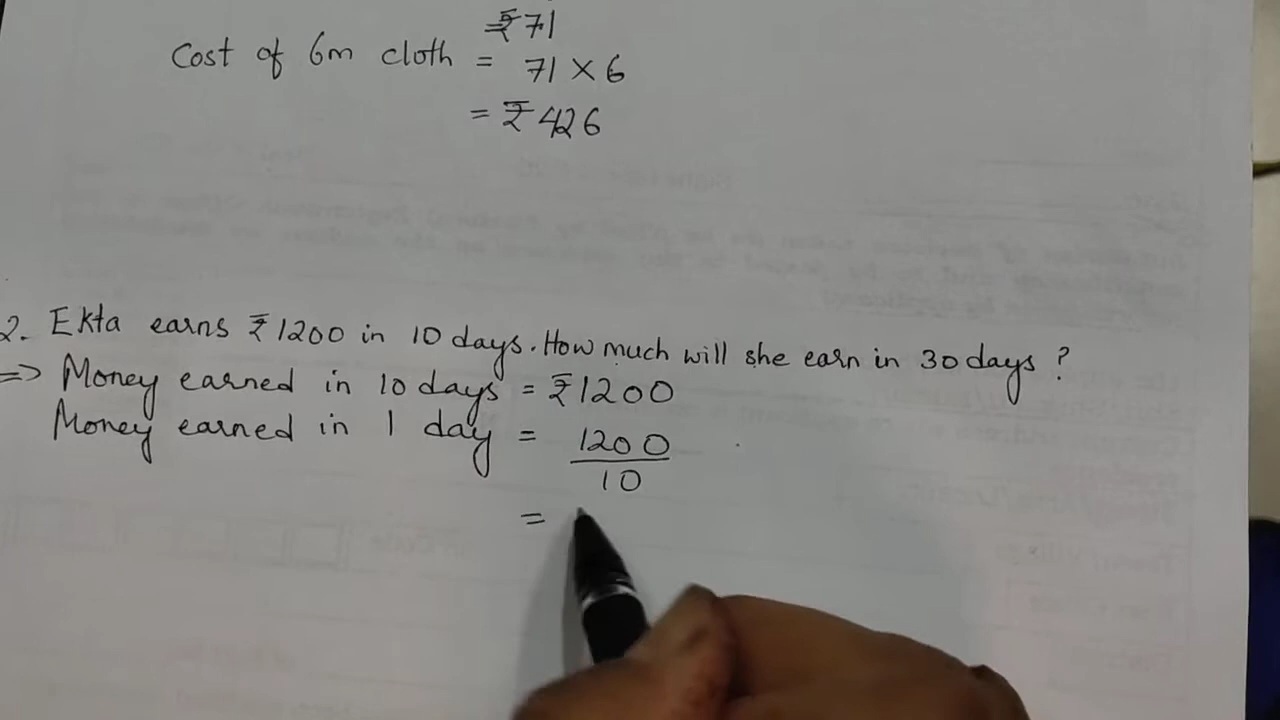 =₹71
Cost of 6m cloth = 71 × 6
= ₹426
2. Ekta earns ₹1200 in 10 days. How much will she earn in 30 days ?
=> Money earned in 10 days = ₹1200
Money earned in 1 day = 1200
10
=